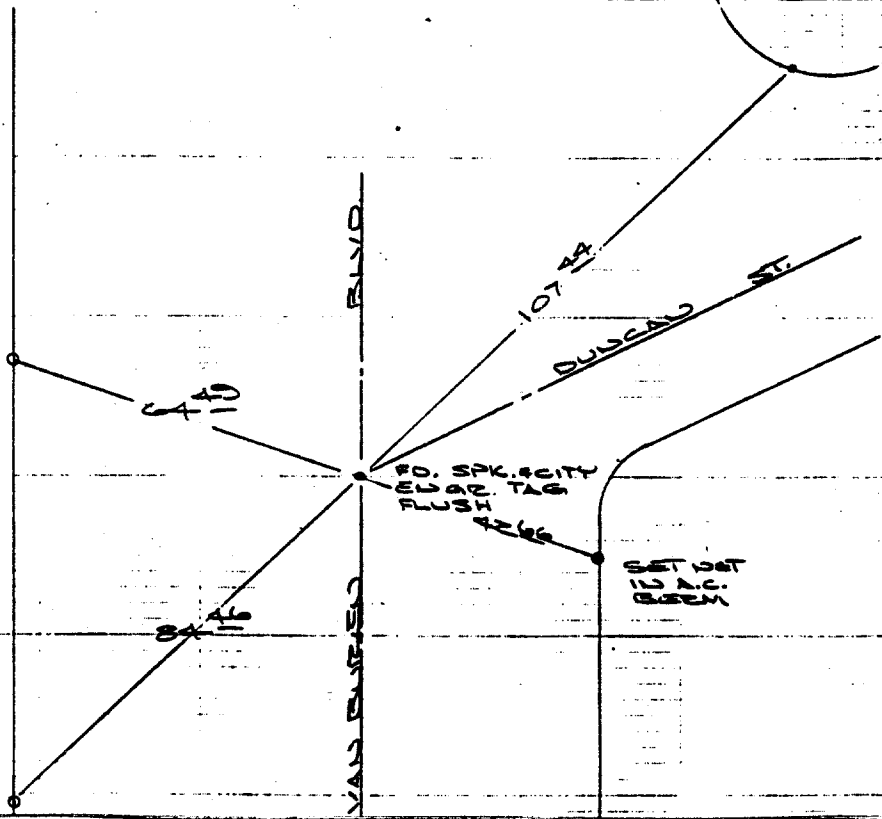 BLVD.
107 44
ST.
DUNCAN
64 49
FD. SPK. & CITY
ENGR. TAG
FLUSH
42 66
SET NET
IN A.C.
BERM
84 46
VAN BUREN